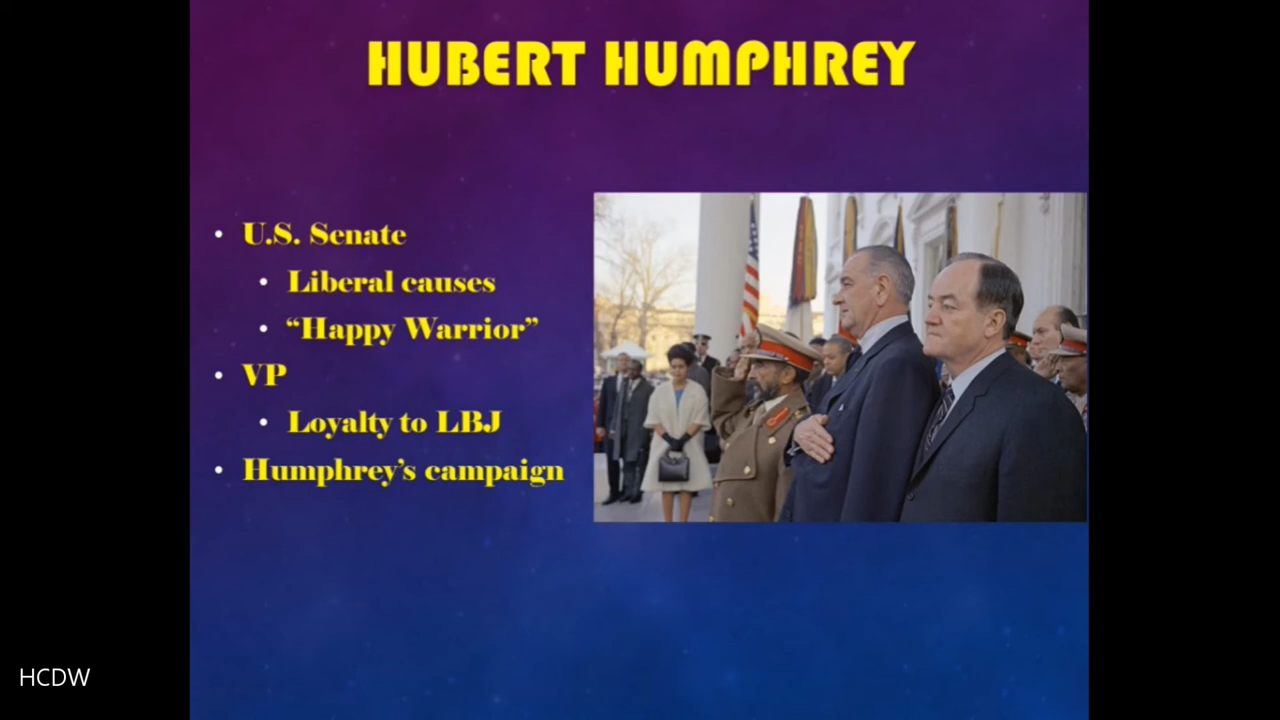 HUBERT HUMPHREY
• U.S. Senate
• Liberal causes
• “Happy Warrior”
• VP
• Loyalty to LBJ
• Humphrey’s campaign
HCDW